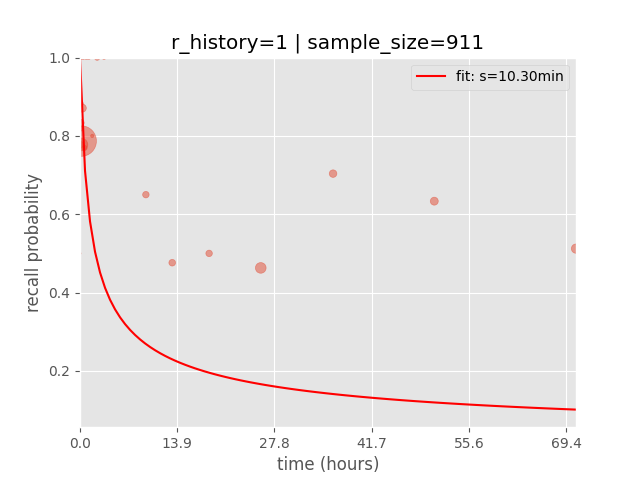 r_history=1 | sample_size=911
fit: s=10.30min
1.0
0.8
0.6
0.4
0.2
recall probability
0.0 13.9 27.8 41.7 55.6 69.4
time (hours)